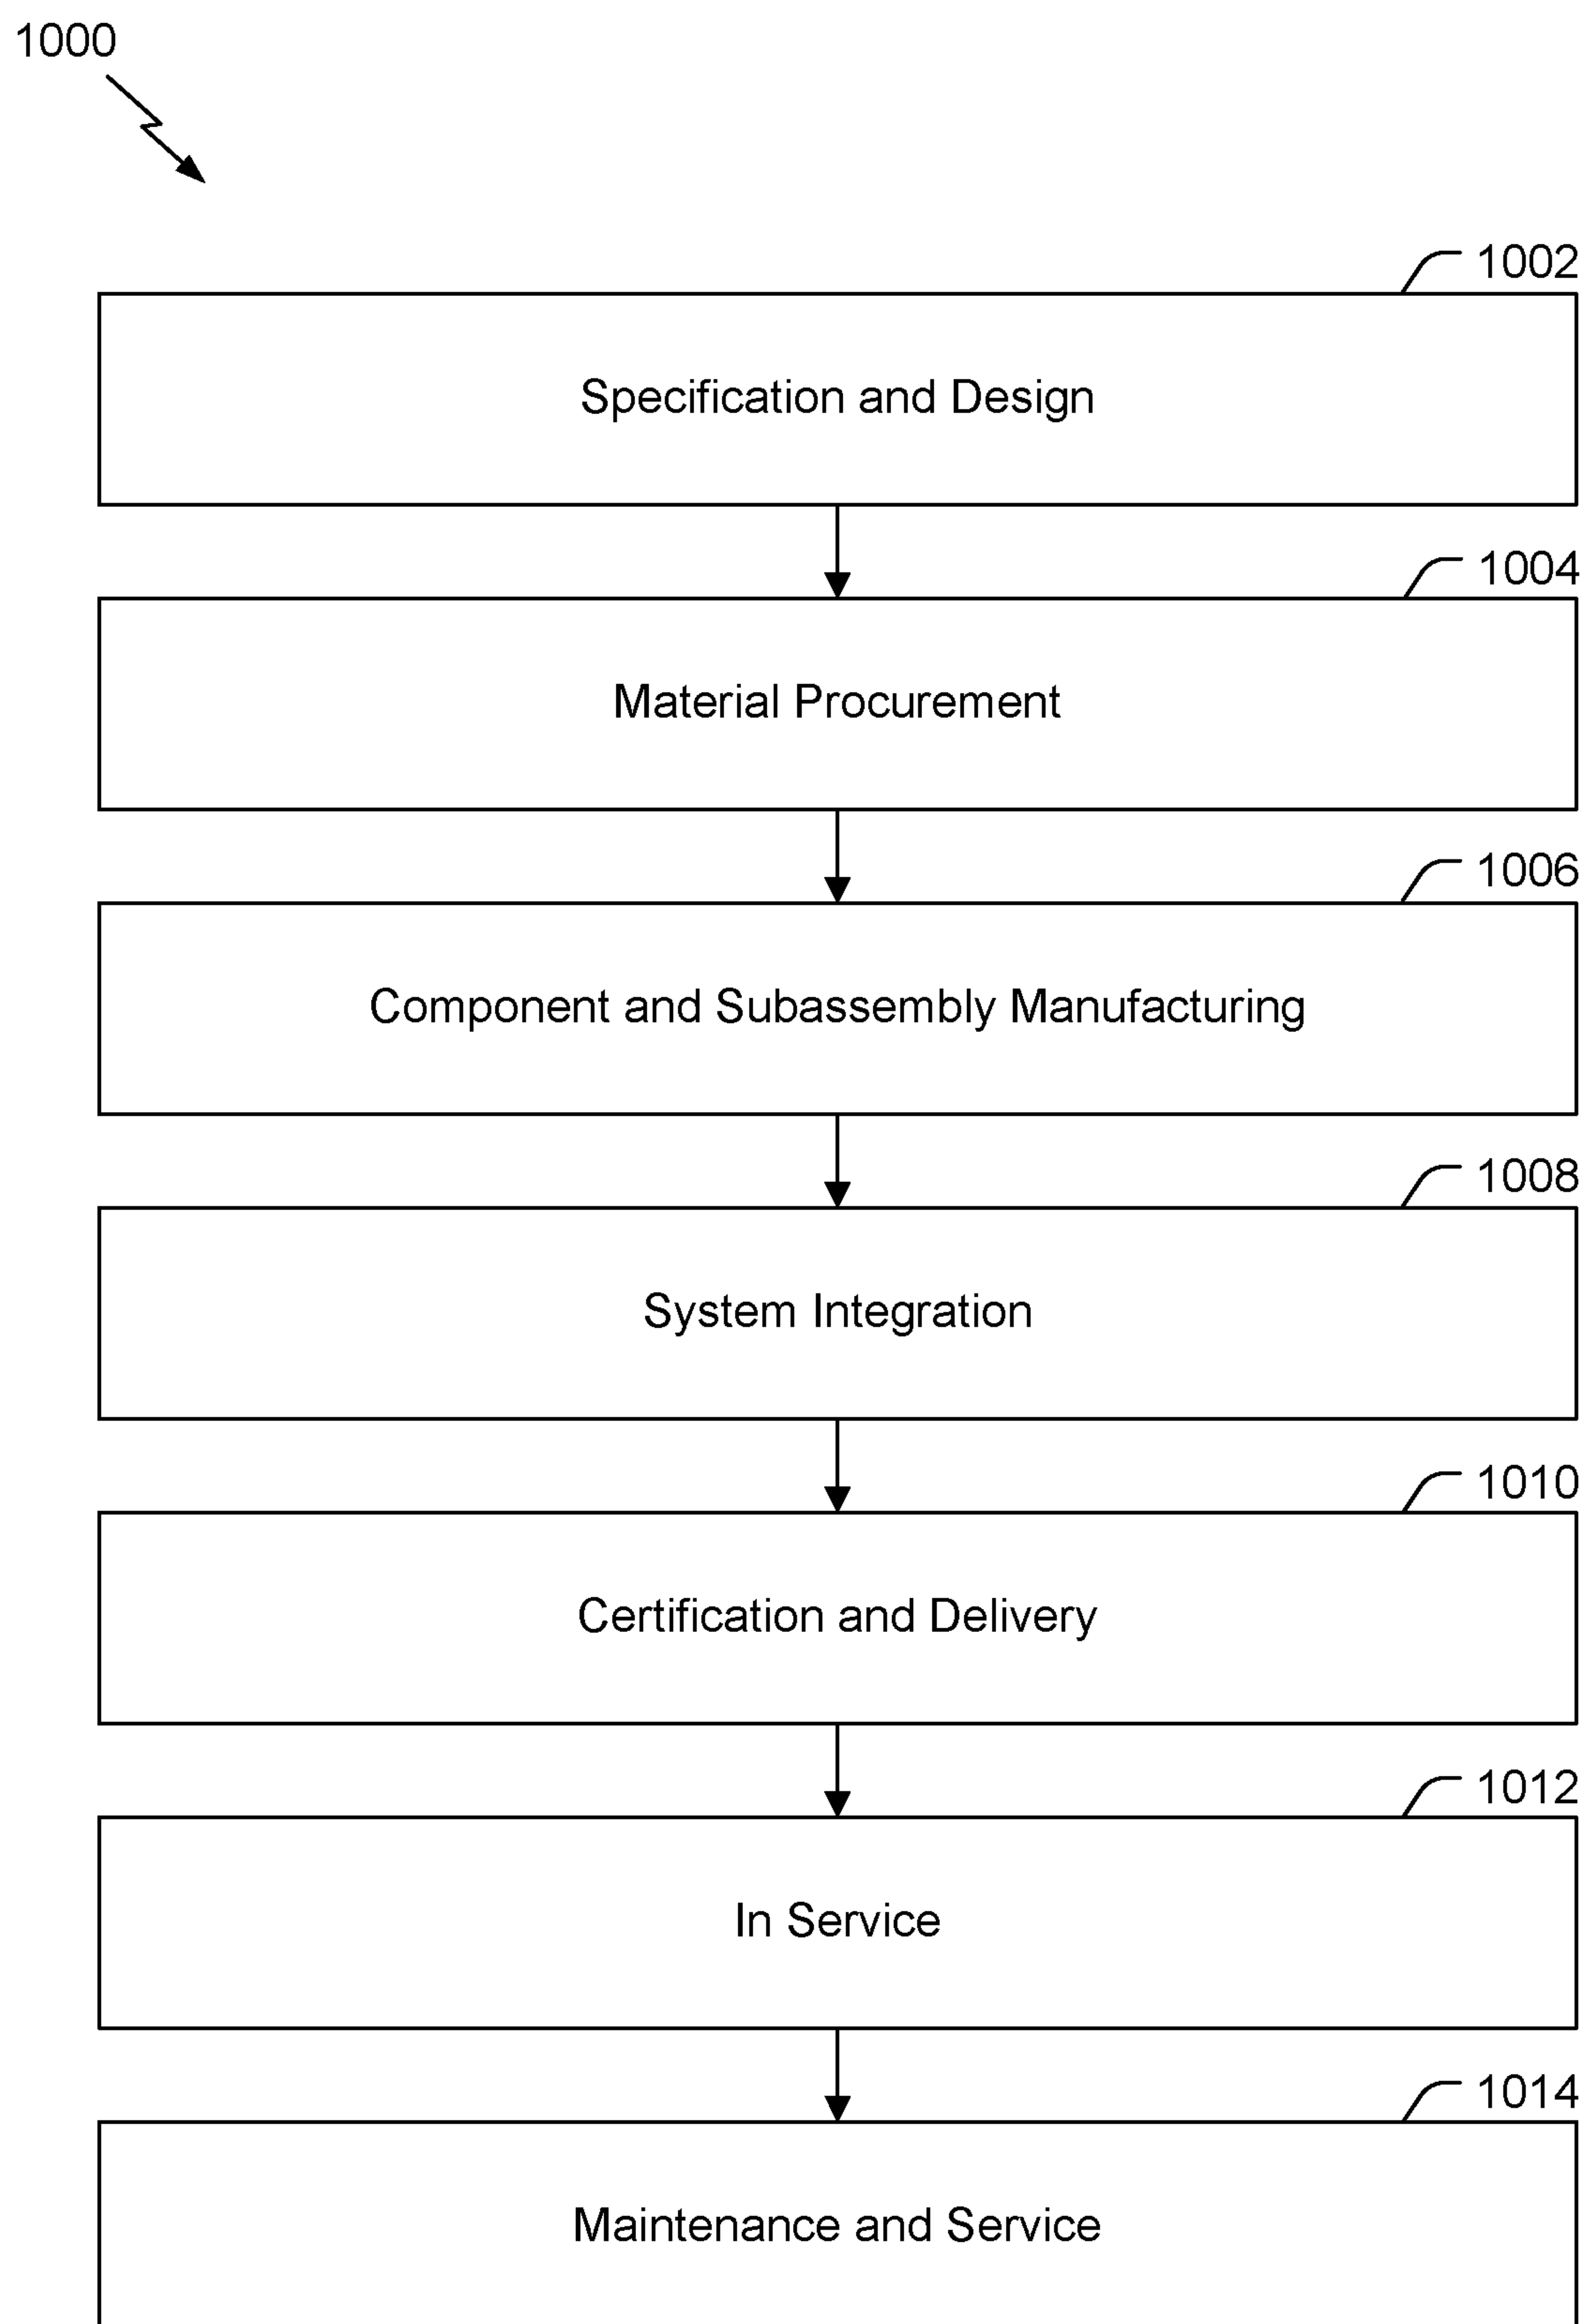 1000
1002
Specification and Design
1004
Material Procurement
1006
Component and Subassembly Manufacturing
1008
System Integration
1010
Certification and Delivery
1012
In Service
1014
Maintenance and Service